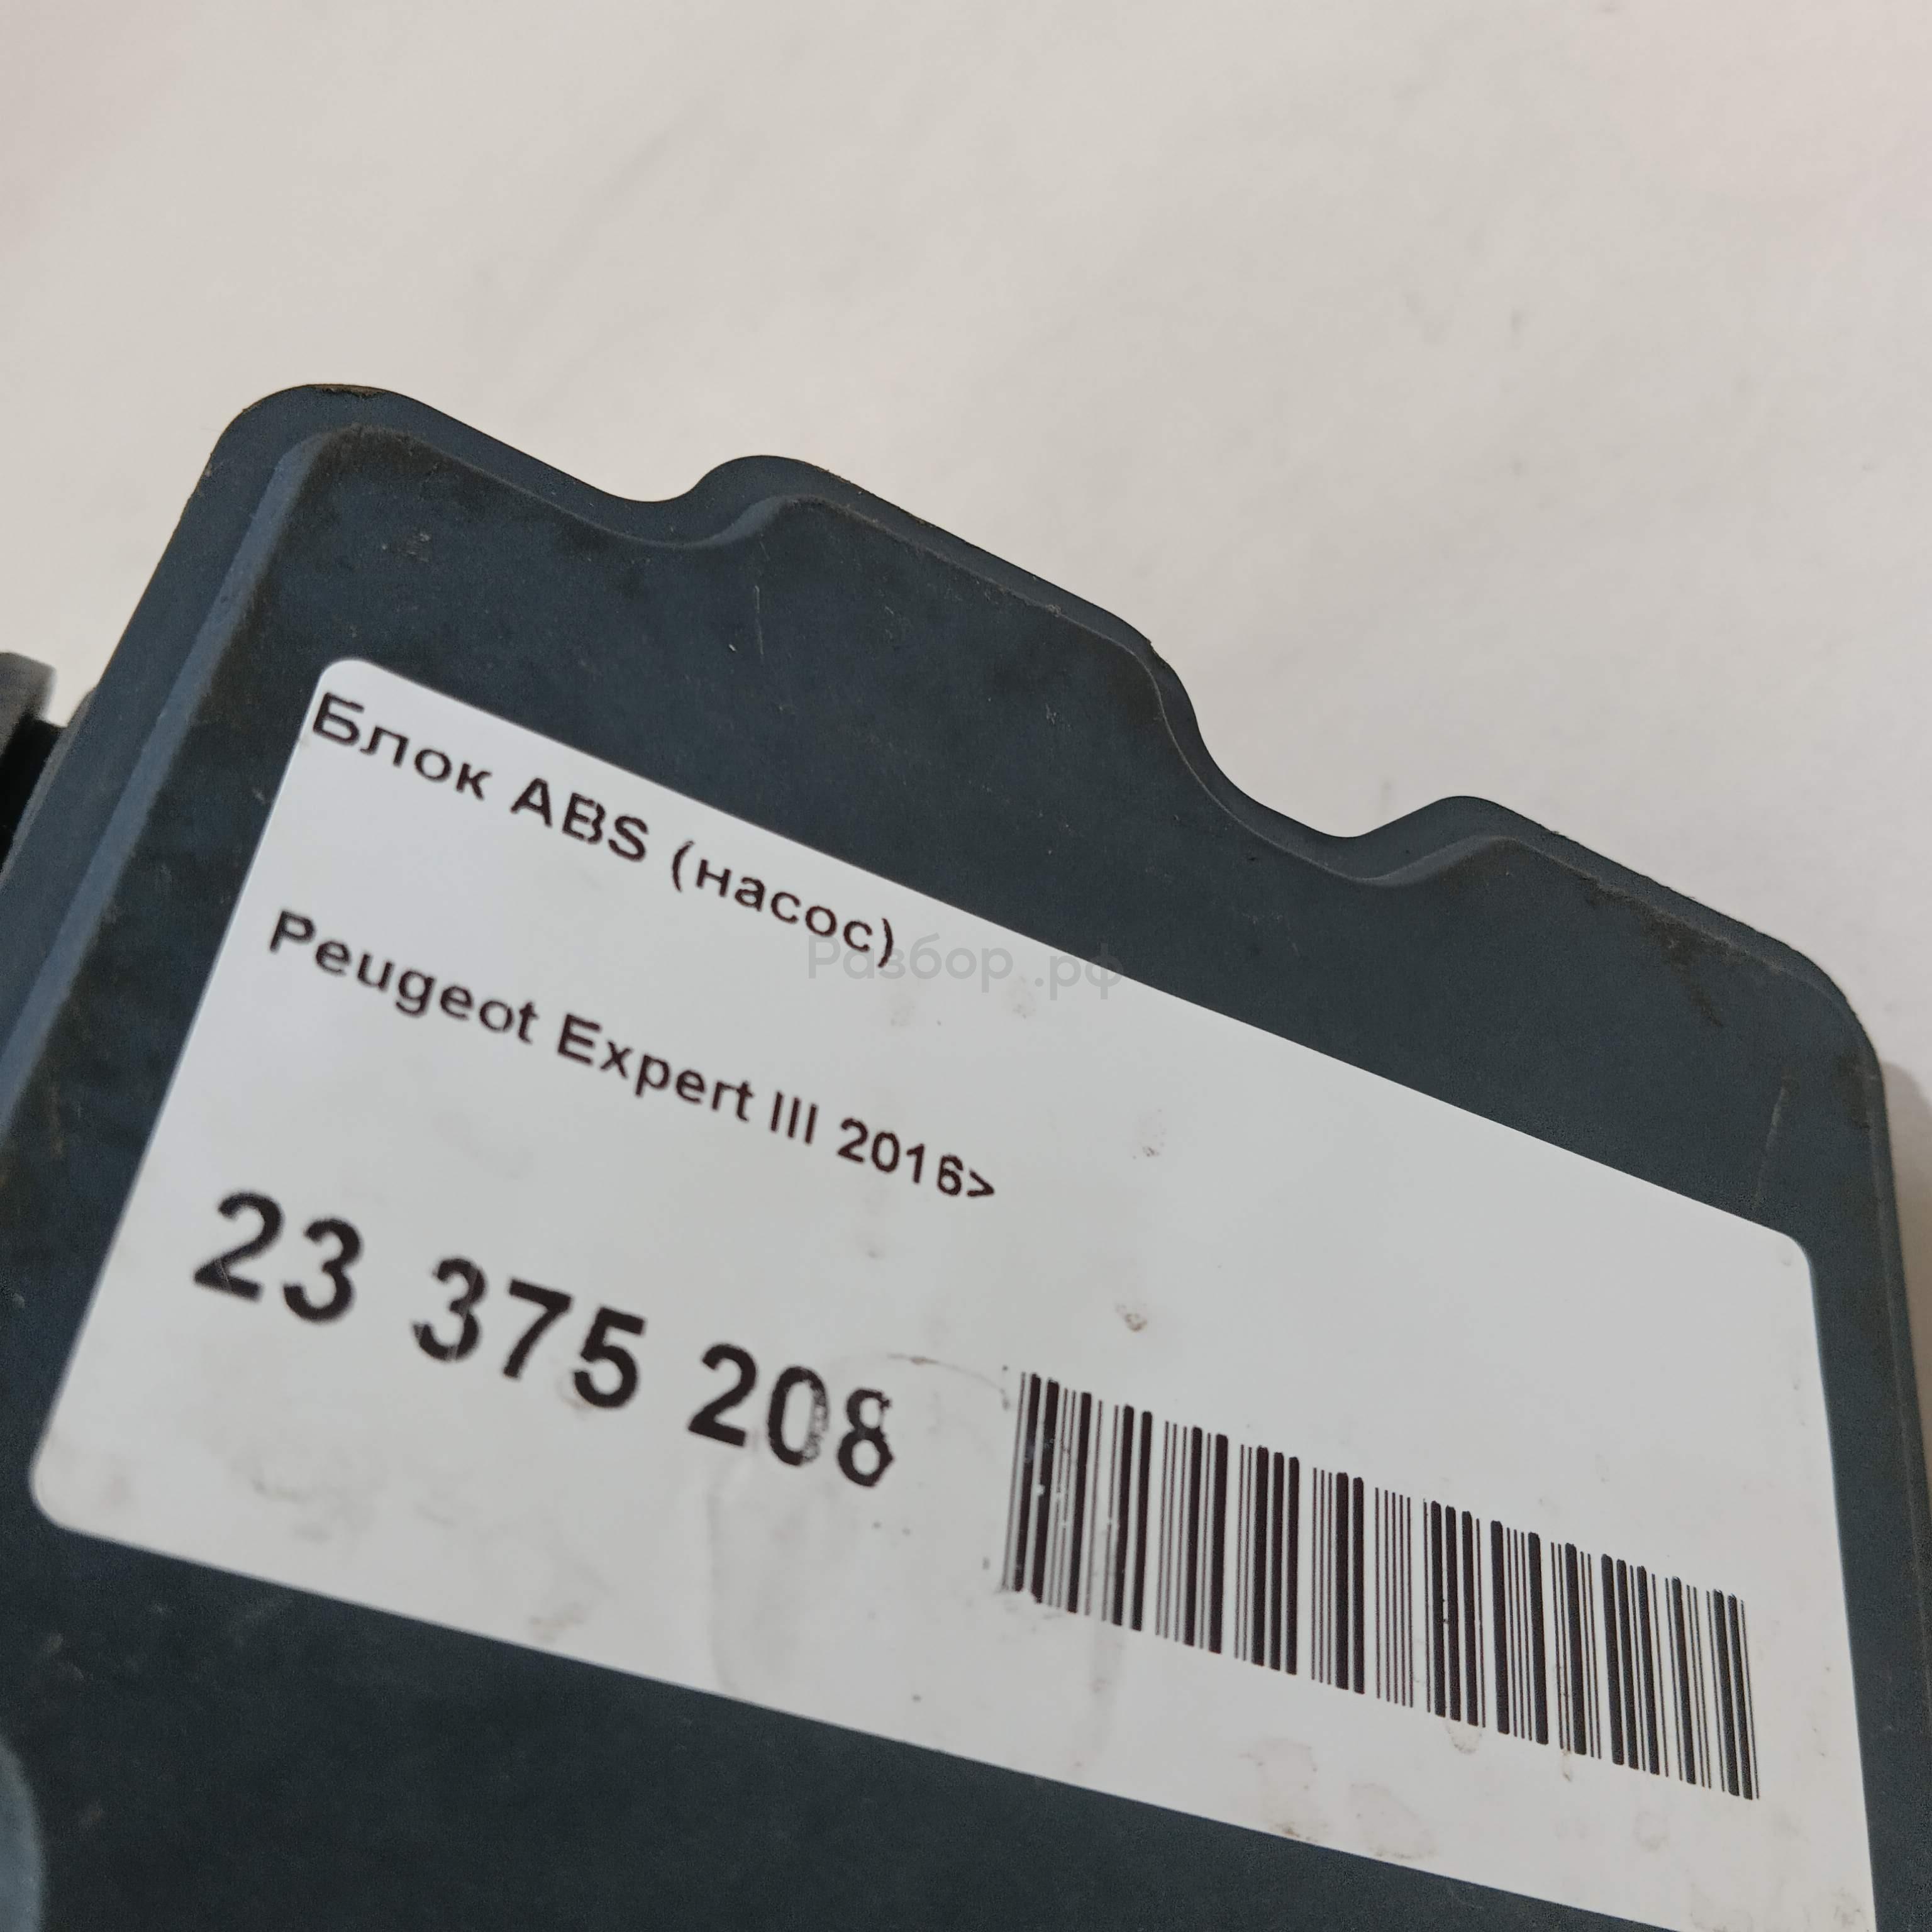 Блок ABS (насос)
Разбор.рф
Peugeot Expert III 2016>
23 375 208